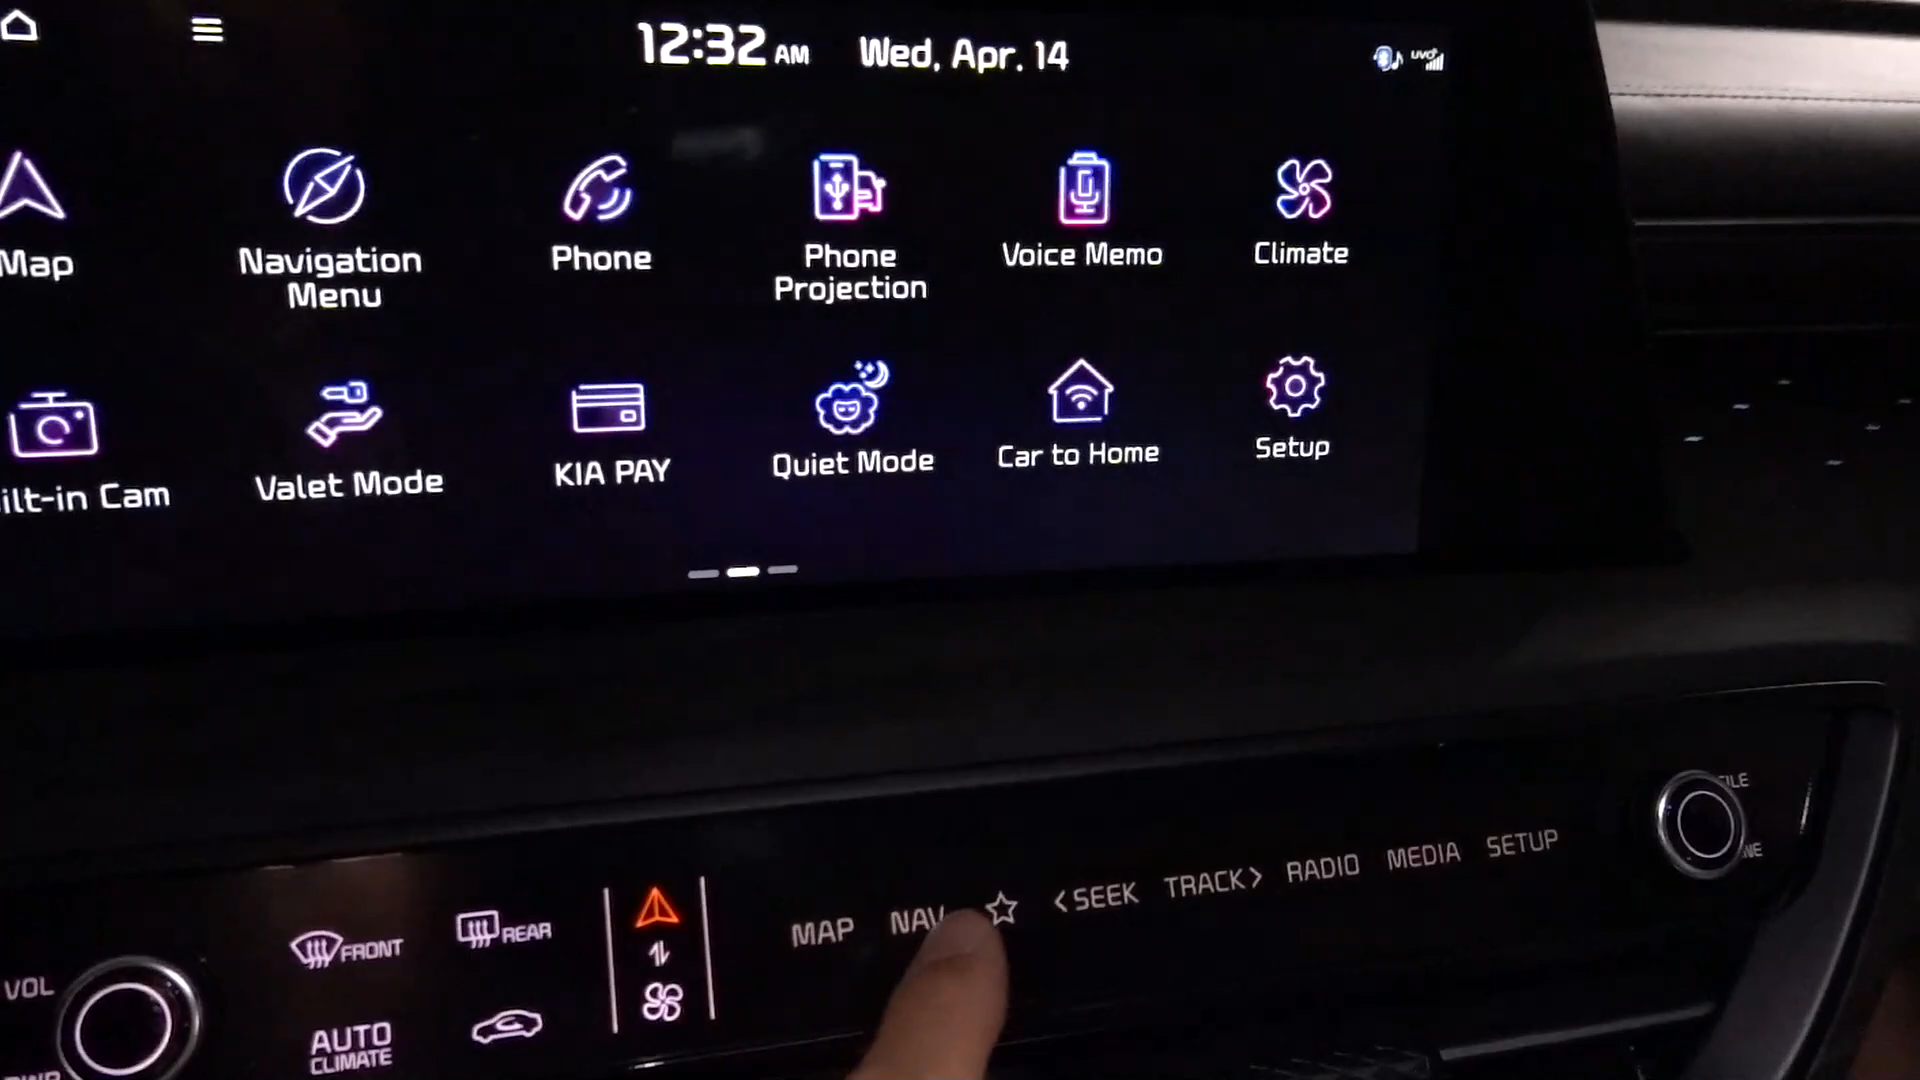 12:32 AM Wed, Apr. 14
UVO
Map
Navigation
Menu
Phone
Phone
Projection
Voice Memo
Climate
ilt-in Cam
Valet Mode
KIA PAY
Quiet Mode
Car to Home
Setup
VOL
FRONT
REAR
AUTO
CLIMATE
MAP
NAV
<SEEK
TRACK>
RADIO
MEDIA
SETUP